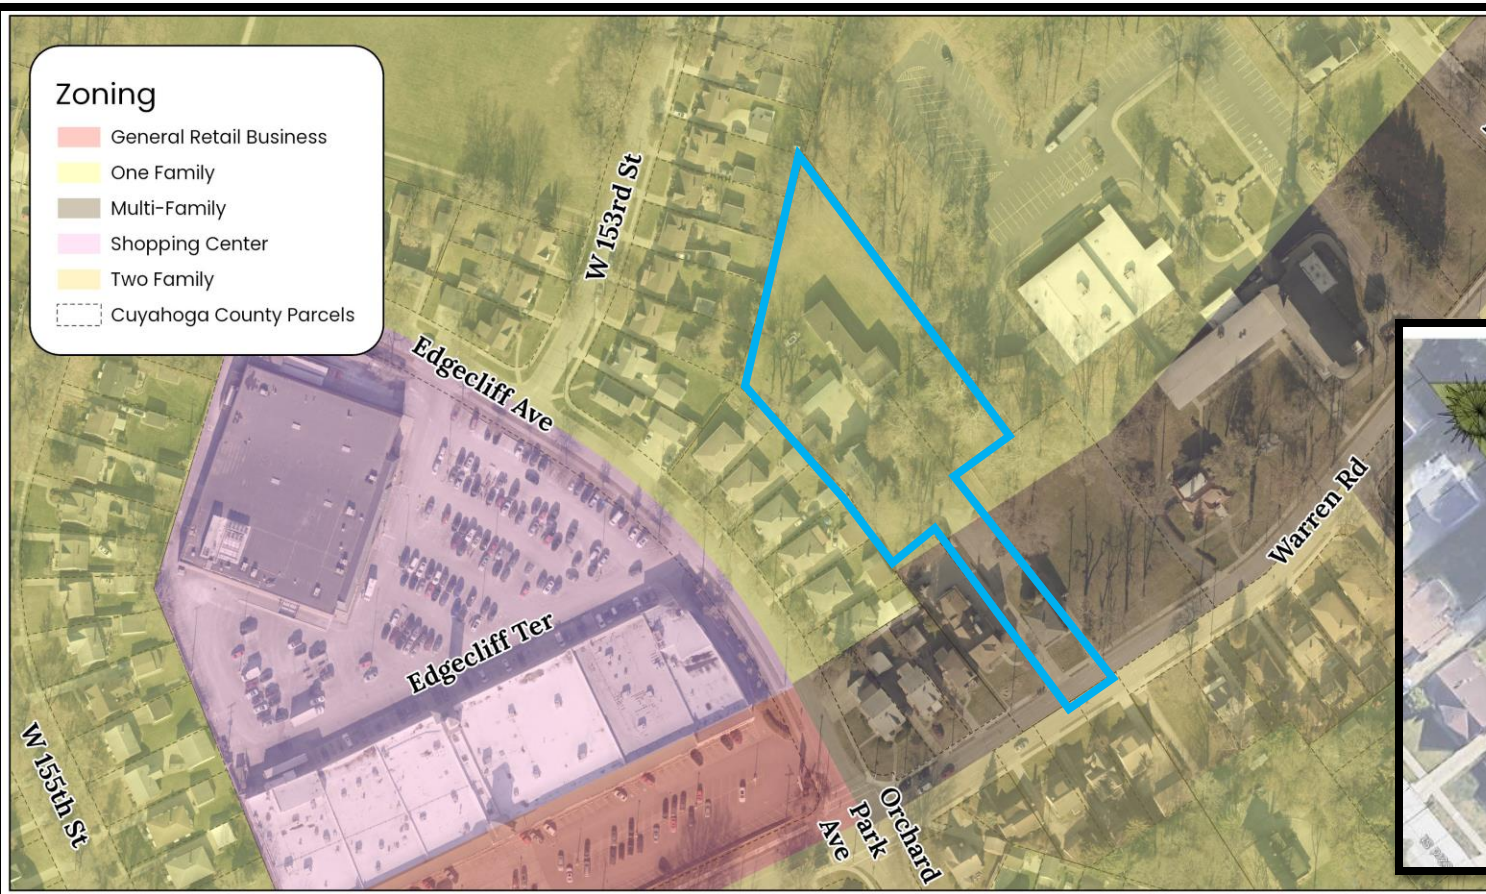 Zoning
General Retail Business
One Family
Multi-Family
Shopping Center
Two Family
Cuyahoga County Parcels
W 153rd St
Edgecliff Ave
Edgecliff Ter
Warren Rd
W 155th St
Orchard
Park
Ave